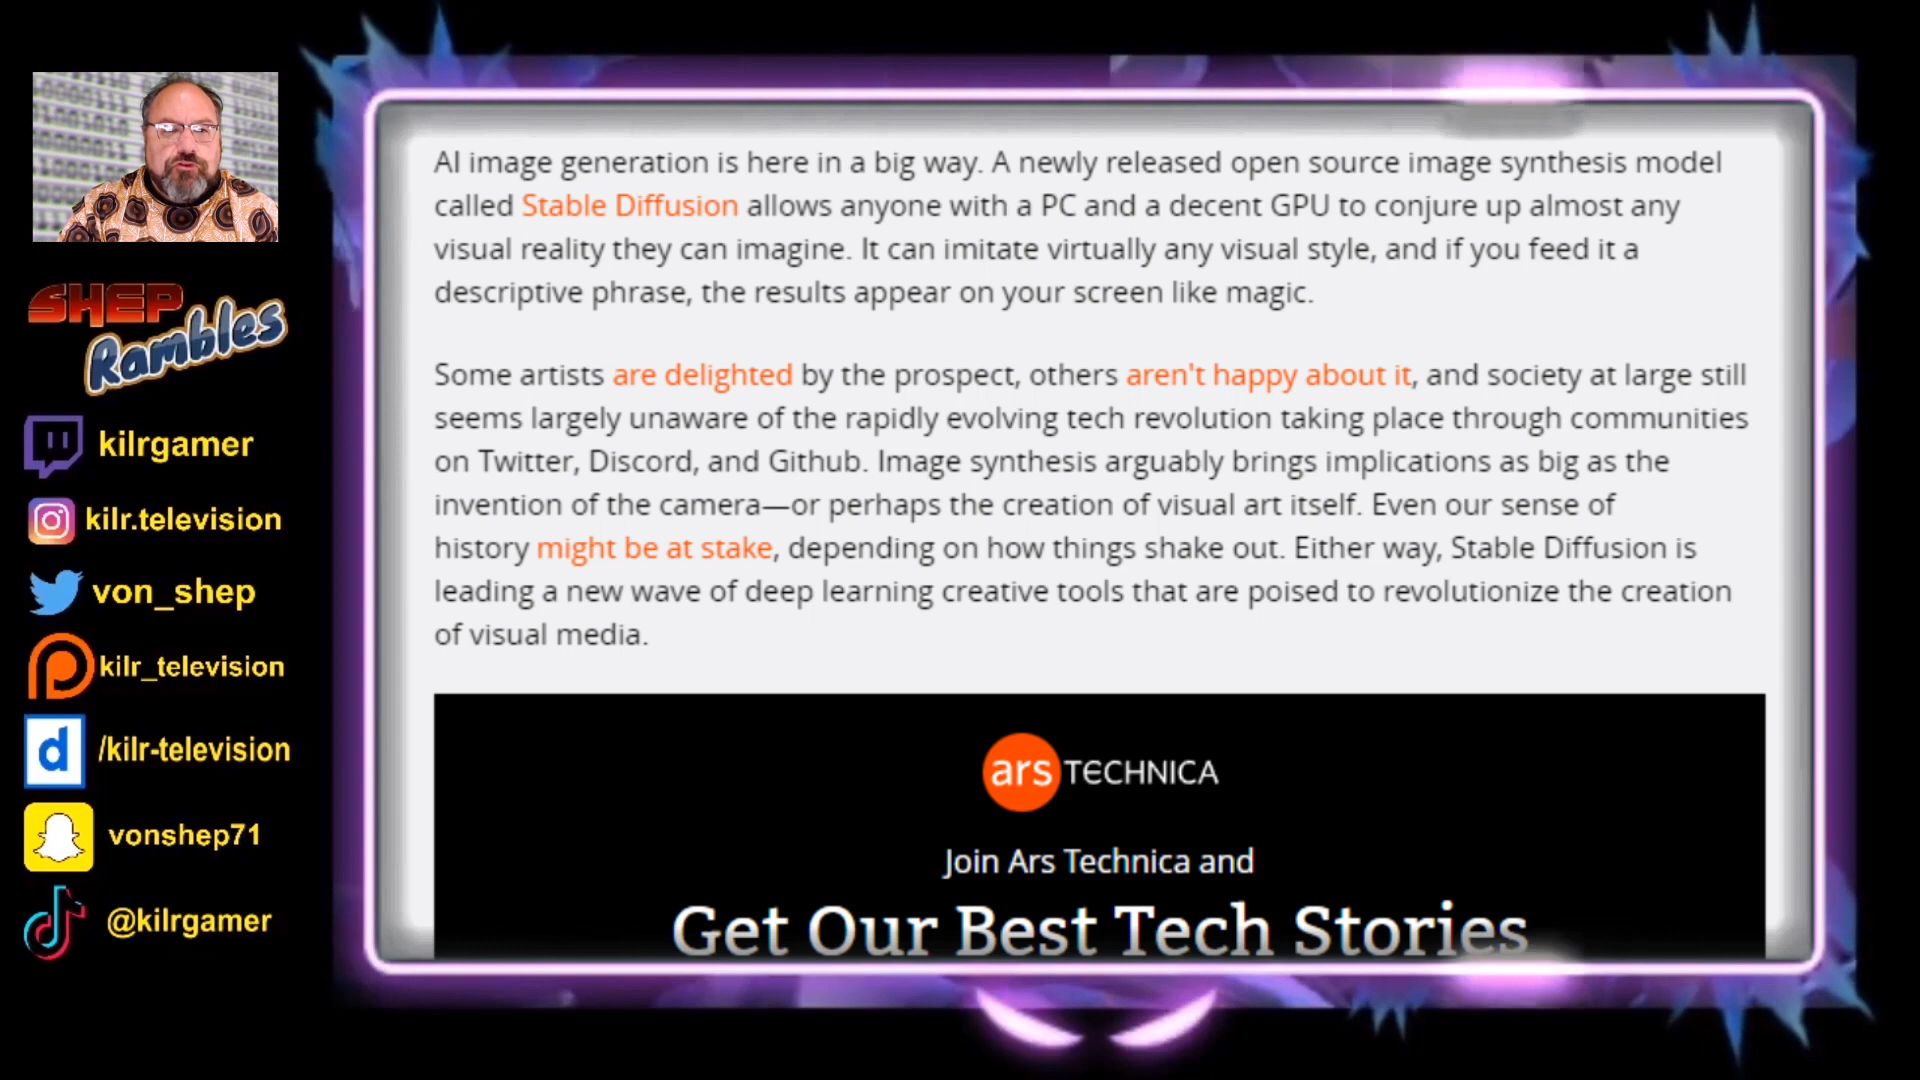 SHEP
Rambles
kilrgamer
kilr.television
von_shep
kilr_television
d
/kilr-television
vonshep71
@kilrgamer
AI image generation is here in a big way. A newly released open source image synthesis model
called Stable Diffusion allows anyone with a PC and a decent GPU to conjure up almost any
visual reality they can imagine. It can imitate virtually any visual style, and if you feed it a
descriptive phrase, the results appear on your screen like magic.
Some artists are delighted by the prospect, others aren't happy about it, and society at large still
seems largely unaware of the rapidly evolving tech revolution taking place through communities
on Twitter, Discord, and Github. Image synthesis arguably brings implications as big as the
invention of the camera—or perhaps the creation of visual art itself. Even our sense of
history might be at stake, depending on how things shake out. Either way, Stable Diffusion is
leading a new wave of deep learning creative tools that are poised to revolutionize the creation
of visual media.
ars TECHNICA
Join Ars Technica and
Get Our Best Tech Stories